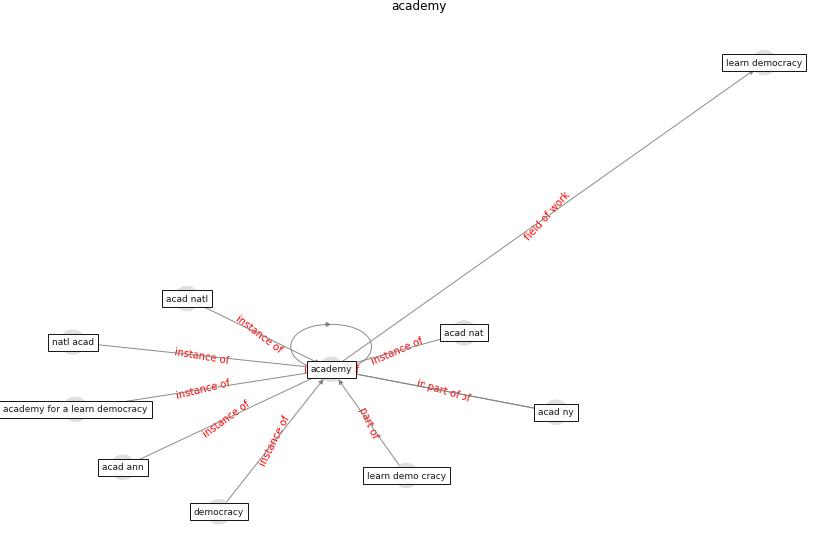 academy
learn democracy
field of work
acad natl
instance of
acad nat
instance of
natl acad
instance of
academy
instance of
academy for a learn democracy
part of
acad ny
instance of
acad ann
instance of
part of
learn demo cracy
democracy